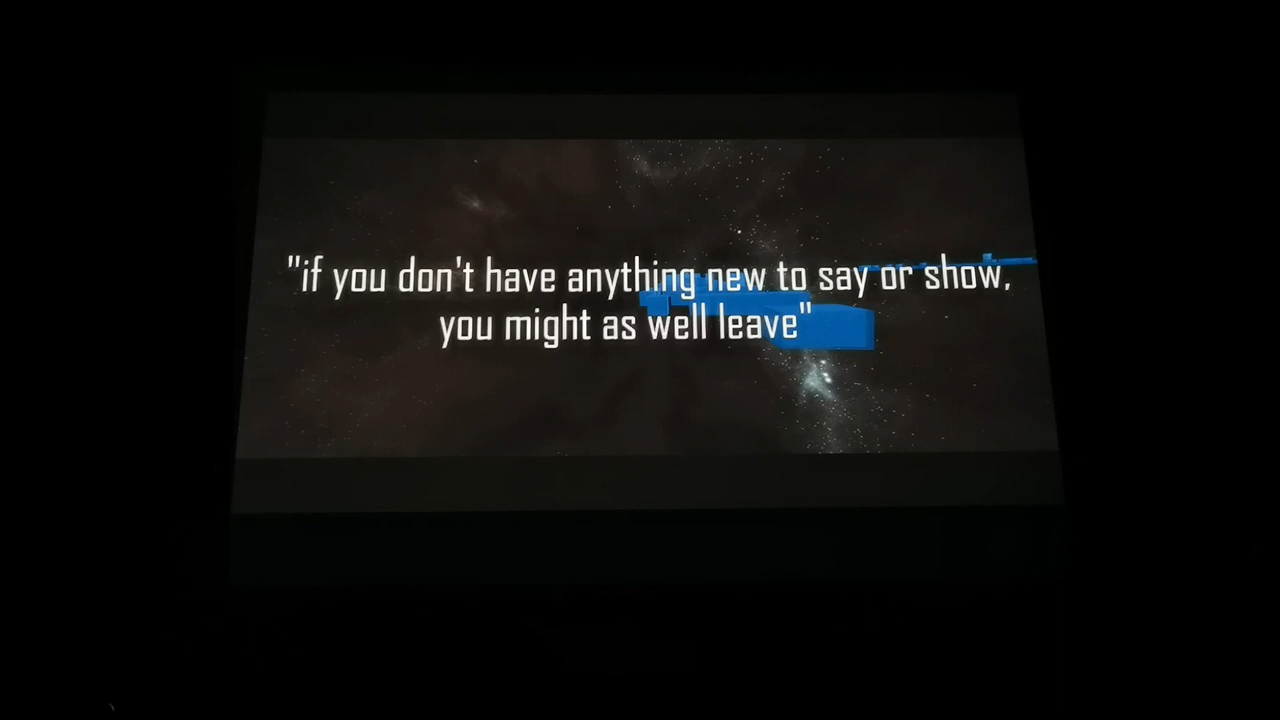 "if you don't have anything new to say or show,
you might as well leave"